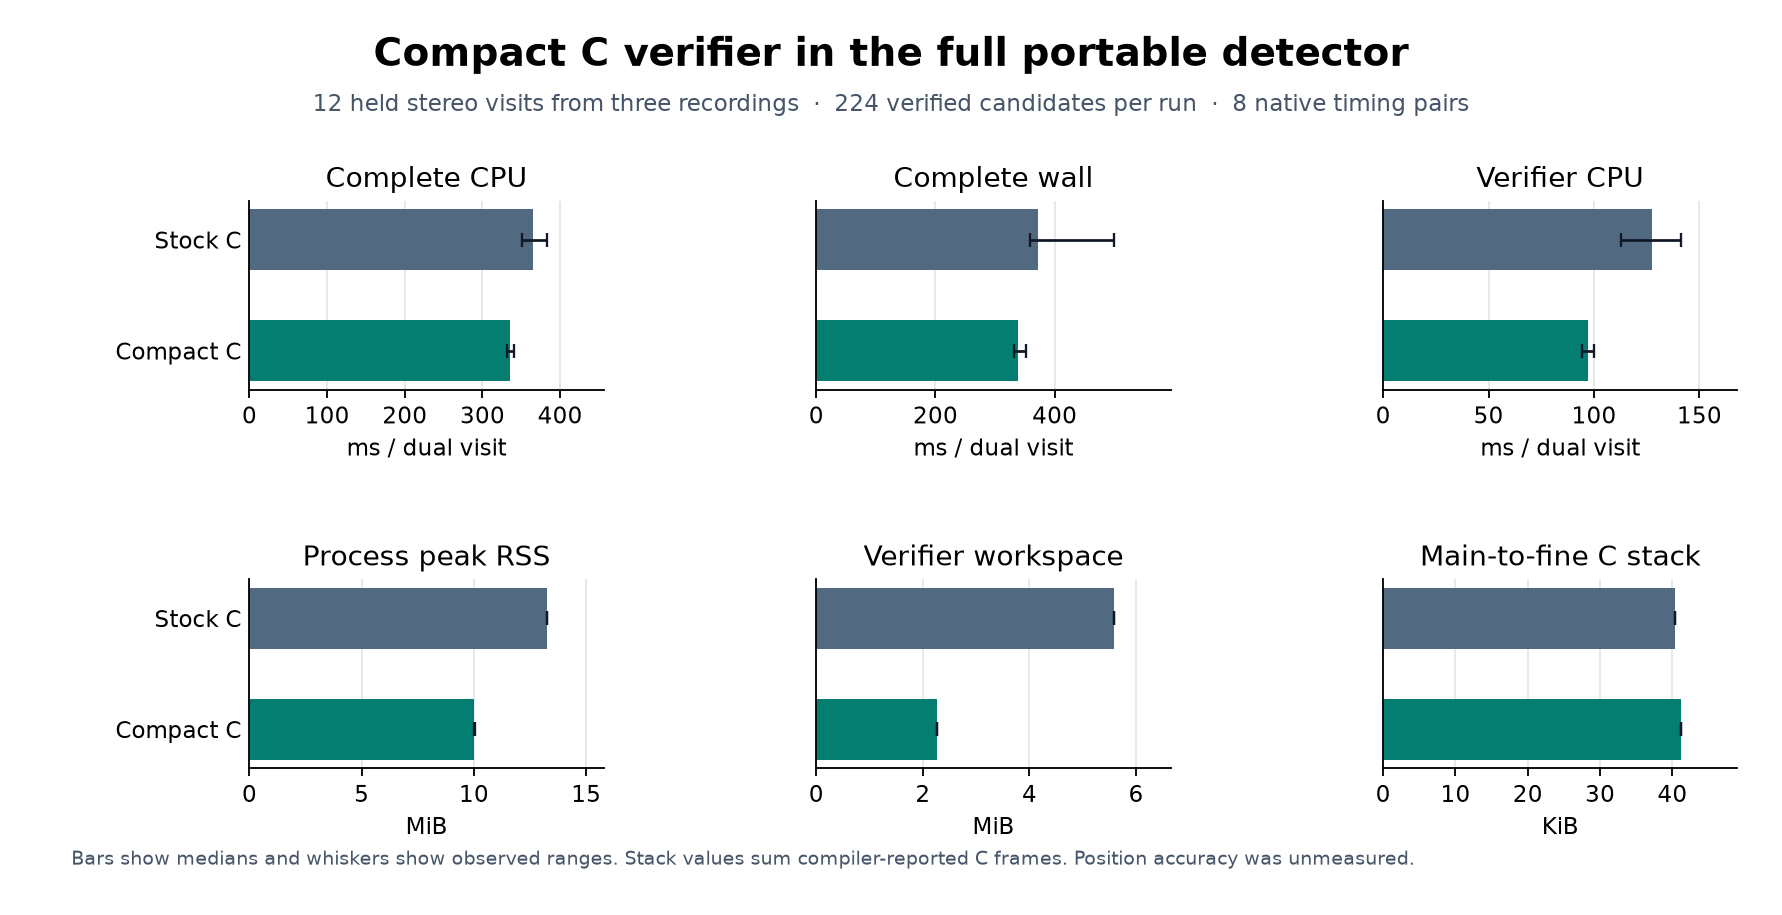 Compact C verifier in the full portable detector
12 held stereo visits from three recordings · 224 verified candidates per run · 8 native timing pairs
Complete CPU
Stock C
Compact C
0 100 200 300 400
ms / dual visit
Complete wall
0 200 400
ms / dual visit
Verifier CPU
0 50 100 150
ms / dual visit
Process peak RSS
Stock C
Compact C
0 5 10 15
MiB
Verifier workspace
0 2 4 6
MiB
Main-to-fine C stack
0 10 20 30 40
KiB
Bars show medians and whiskers show observed ranges. Stack values sum compiler-reported C frames. Position accuracy was unmeasured.